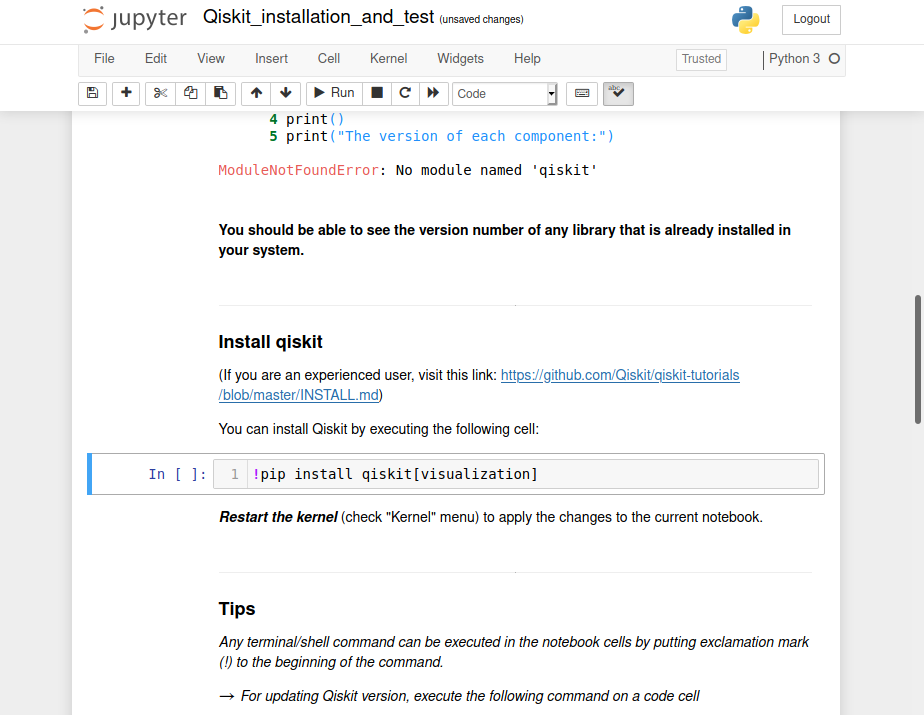 jupyter Qiskit_installation_and_test (unsaved changes) Logout
File Edit View Insert Cell Kernel Widgets Help Trusted Python 3
Run Code abc
4 print()
5 print("The version of each component:")
ModuleNotFoundError: No module named 'qiskit'
You should be able to see the version number of any library that is already installed in
your system.
Install qiskit
(If you are an experienced user, visit this link: https://github.com/Qiskit/qiskit-tutorials
/blob/master/INSTALL.md)
You can install Qiskit by executing the following cell:
In [ ]: 1 !pip install qiskit[visualization]
Restart the kernel (check "Kernel" menu) to apply the changes to the current notebook.
Tips
Any terminal/shell command can be executed in the notebook cells by putting exclamation mark
(!) to the beginning of the command.
→ For updating Qiskit version, execute the following command on a code cell